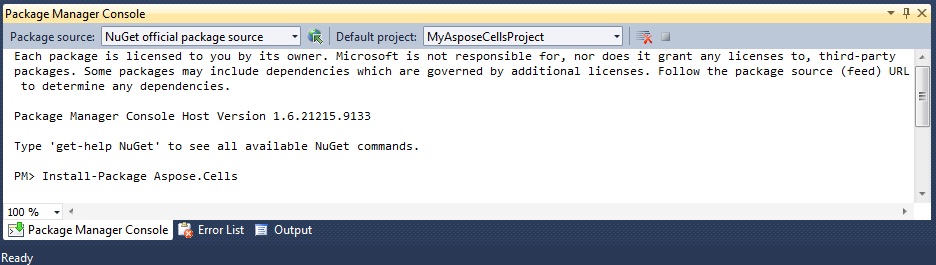 Package Manager Console
Package source: NuGet official package source Default project: MyAsposeCellsProject
Each package is licensed to you by its owner. Microsoft is not responsible for, nor does it grant any licenses to, third-party
packages. Some packages may include dependencies which are governed by additional licenses. Follow the package source (feed) URL
to determine any dependencies.
Package Manager Console Host Version 1.6.21215.9133
Type 'get-help NuGet' to see all available NuGet commands.
PM> Install-Package Aspose.Cells
100 %
Package Manager Console Error List Output
Ready